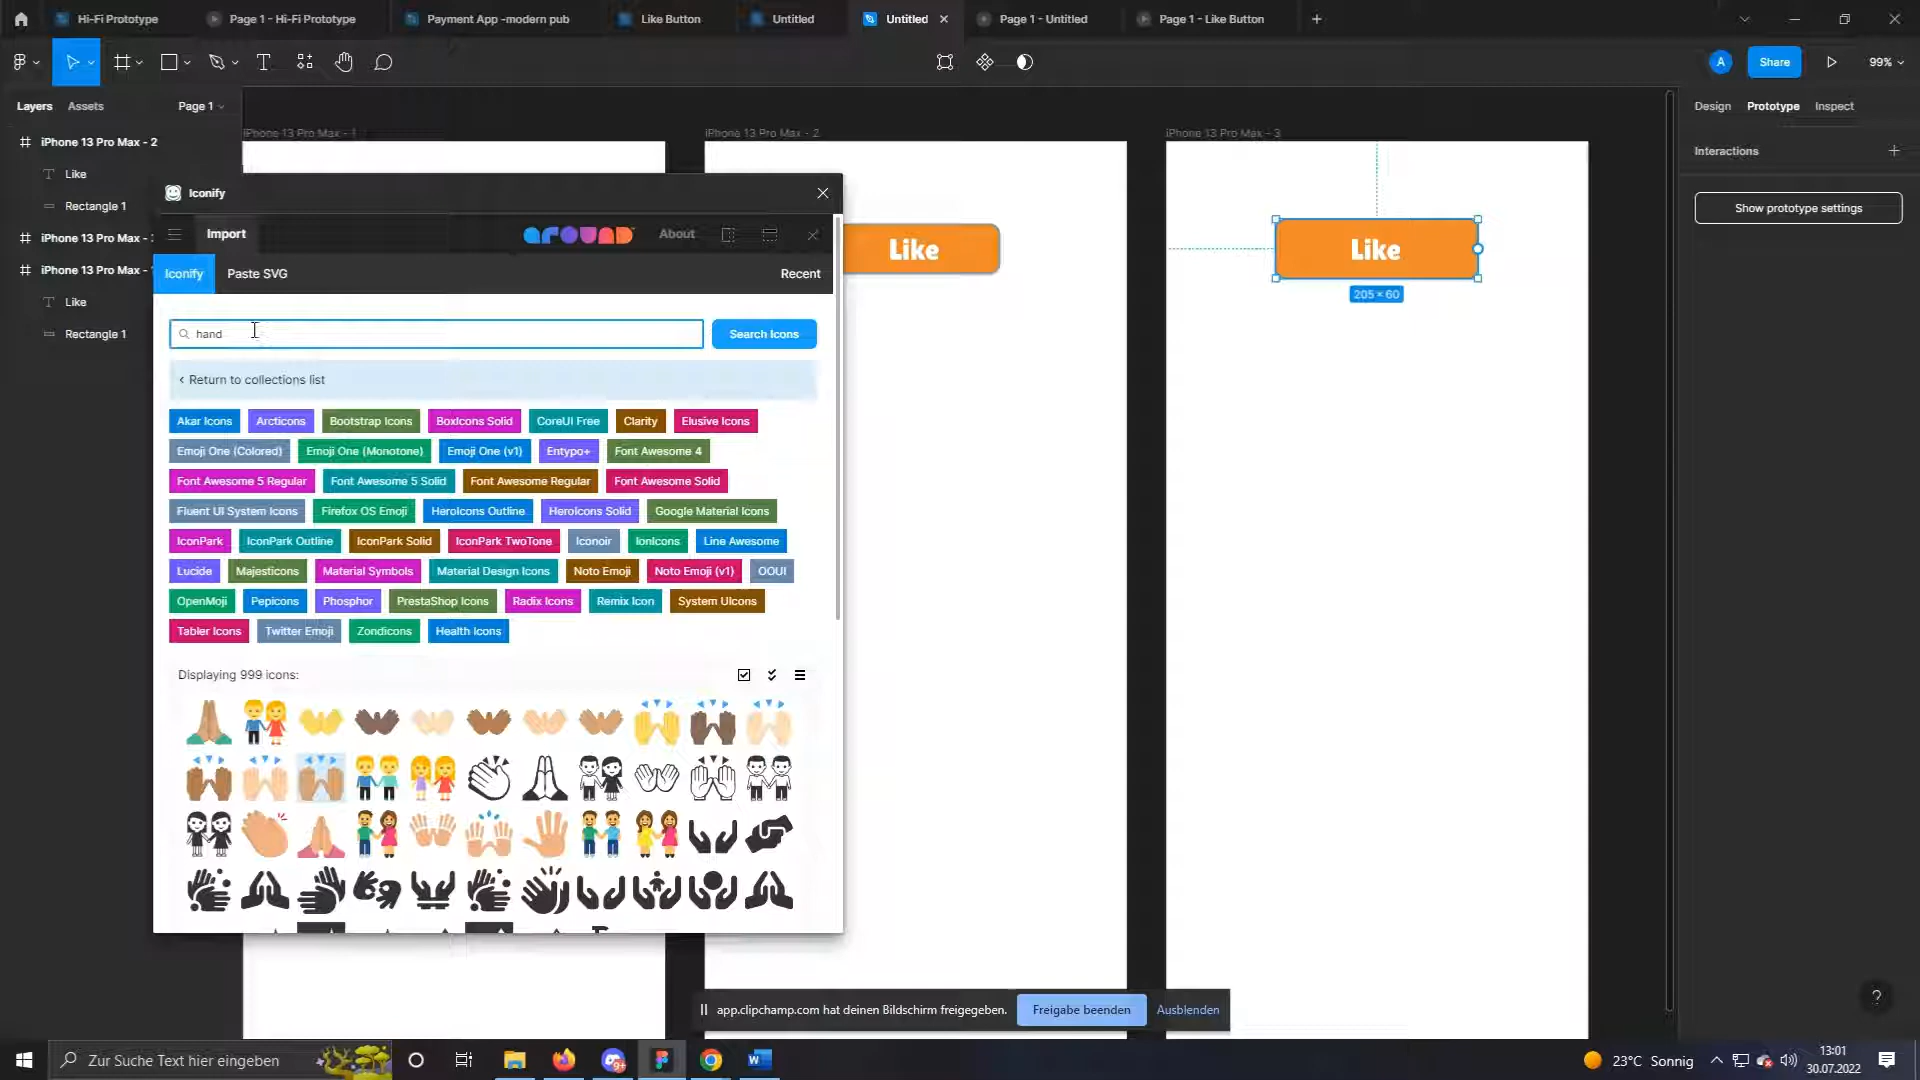 Hi-Fi Prototype
Page 1 - Hi-Fi Prototype
Payment App -modern pub
Like Button
Untitled
Untitled
Page 1 - Untitled
Page 1 - Like Button
A
Share
99%
Layers
Assets
Page 1
Design
Prototype
Inspect
iPhone 13 Pro Max - 2
Like
Rectangle 1
iPhone 13 Pro Max -
iPhone 13 Pro Max -
Like
Rectangle 1
iPhone 13 Pro Max - 1
iPhone 13 Pro Max - 2
iPhone 13 Pro Max - 3
Like
Like
205 × 60
Interactions
Show prototype settings
Iconify
Import
around
About
Iconify
Paste SVG
Recent
hand
Search Icons
‹ Return to collections list
Akar Icons
Arcticons
Bootstrap Icons
BoxIcons Solid
CoreUI Free
Clarity
Elusive Icons
Emoji One (Colored)
Emoji One (Monotone)
Emoji One (v1)
Entypo+
Font Awesome 4
Font Awesome 5 Regular
Font Awesome 5 Solid
Font Awesome Regular
Font Awesome Solid
Fluent UI System Icons
Firefox OS Emoji
HeroIcons Outline
HeroIcons Solid
Google Material Icons
IconPark
IconPark Outline
IconPark Solid
IconPark TwoTone
Iconoir
IonIcons
Line Awesome
Lucide
Majesticons
Material Symbols
Material Design Icons
Noto Emoji
Noto Emoji (v1)
OOUI
OpenMoji
Pepicons
Phosphor
PrestaShop Icons
Radix Icons
Remix Icon
System UIcons
Tabler Icons
Twitter Emoji
Zondicons
Health Icons
Displaying 999 icons:
app.clipchamp.com hat deinen Bildschirm freigegeben.
Freigabe beenden
Ausblenden
?
Zur Suche Text hier eingeben
23°C Sonnig
13:01
30.07.2022